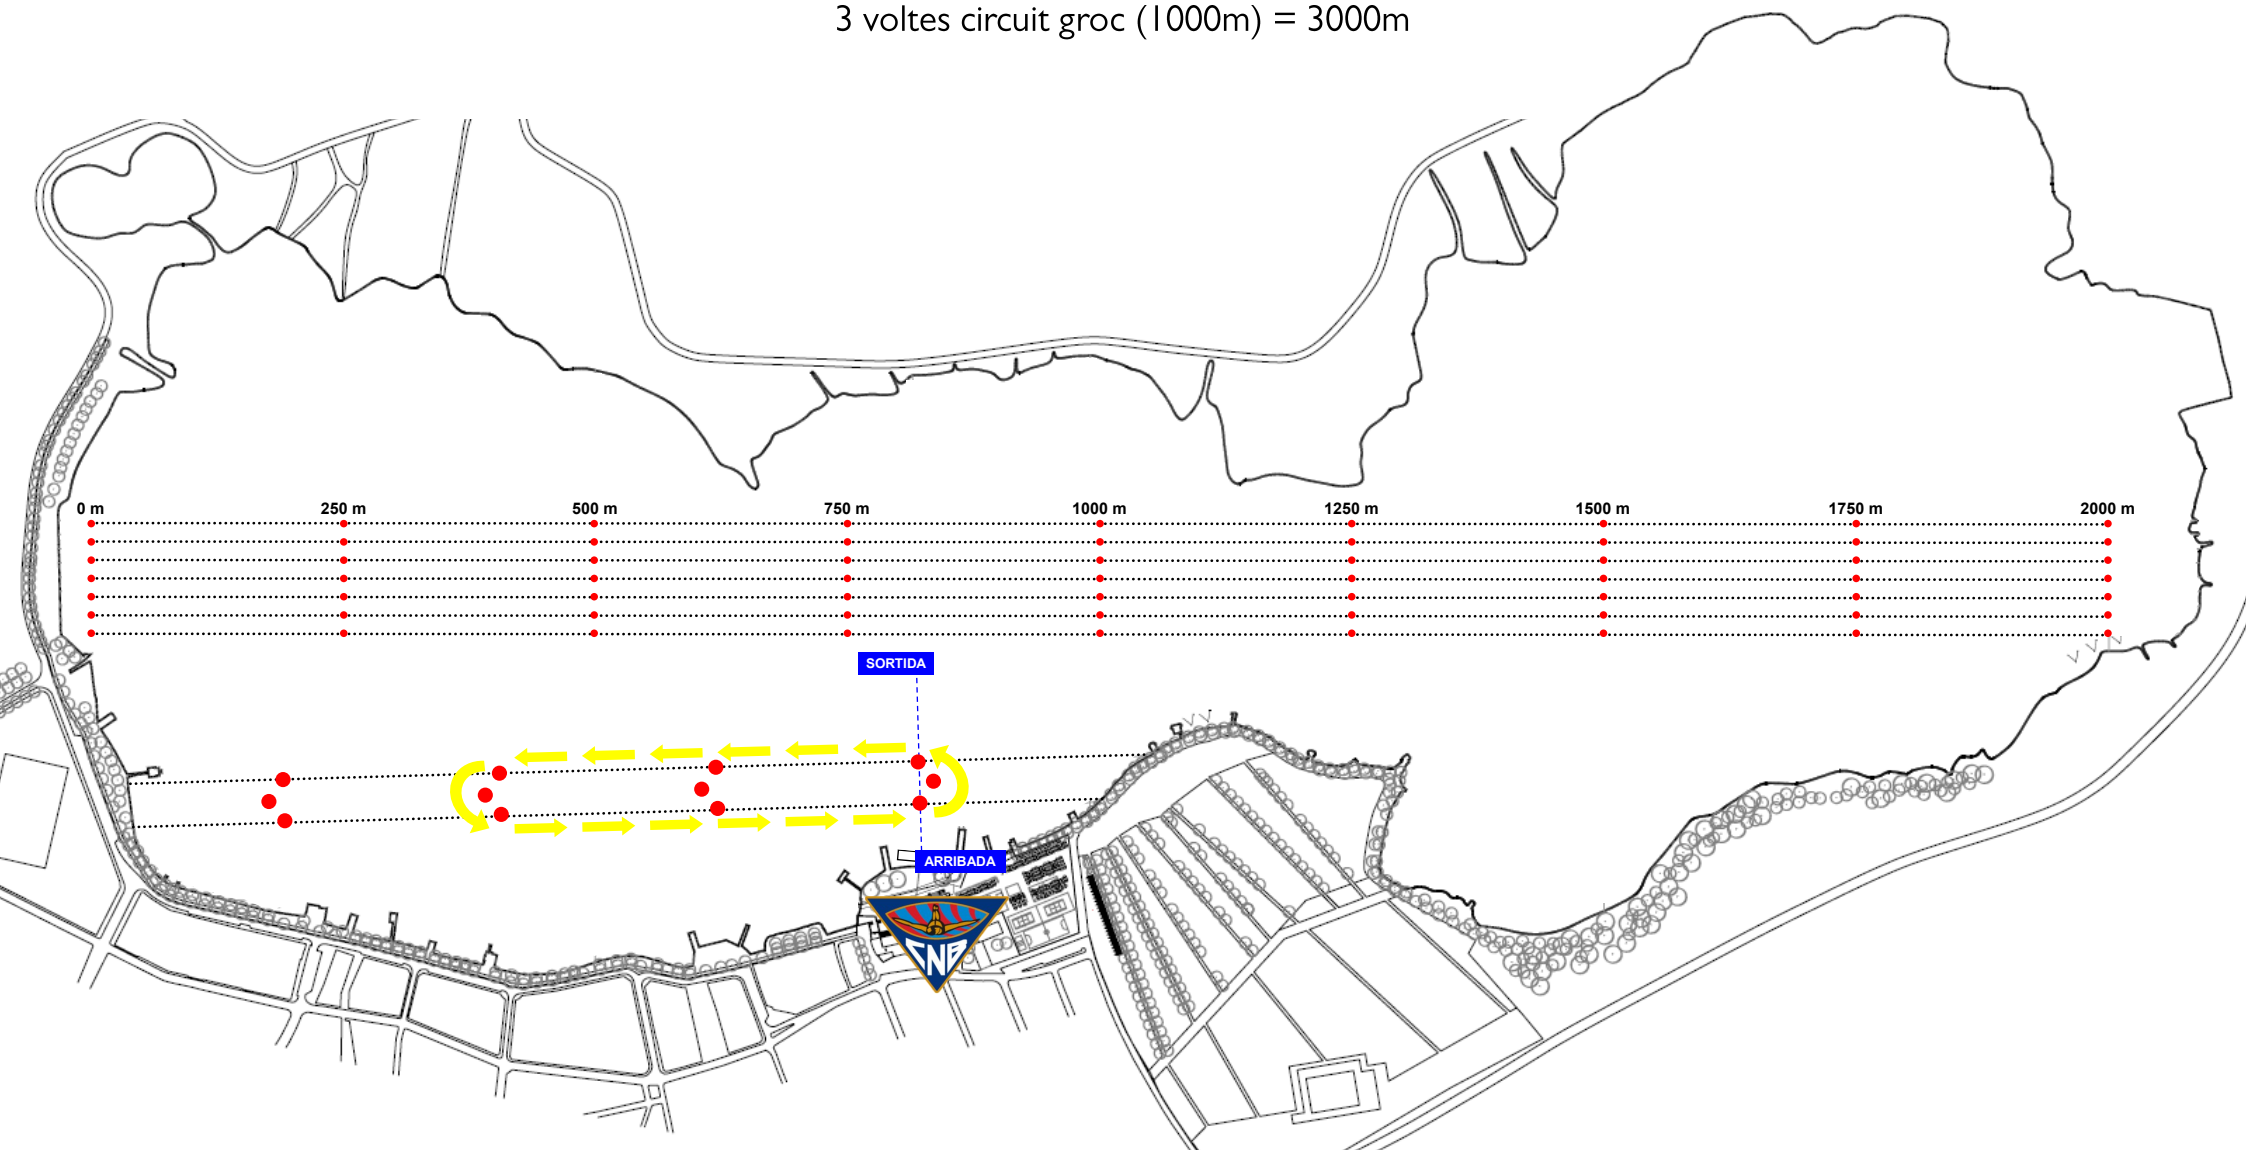 3 voltes circuit groc (1000m) = 3000m
0 m 250 m 500 m 750 m 1000 m 1250 m 1500 m 1750 m 2000 m
SORTIDA
ARRIBADA
CNB